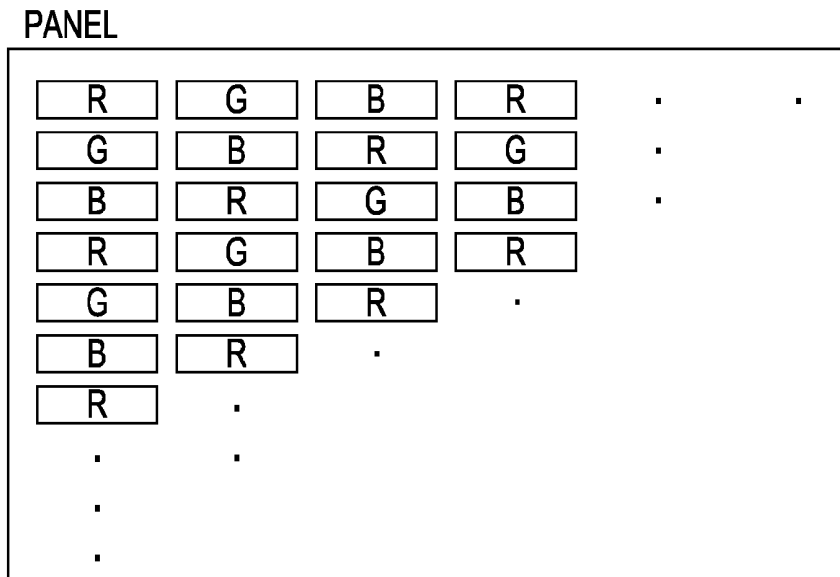 PANEL
R G B R . .
G B R G .
B R G B .
R G B R
G B R .
B R .
R .
. .
.
.